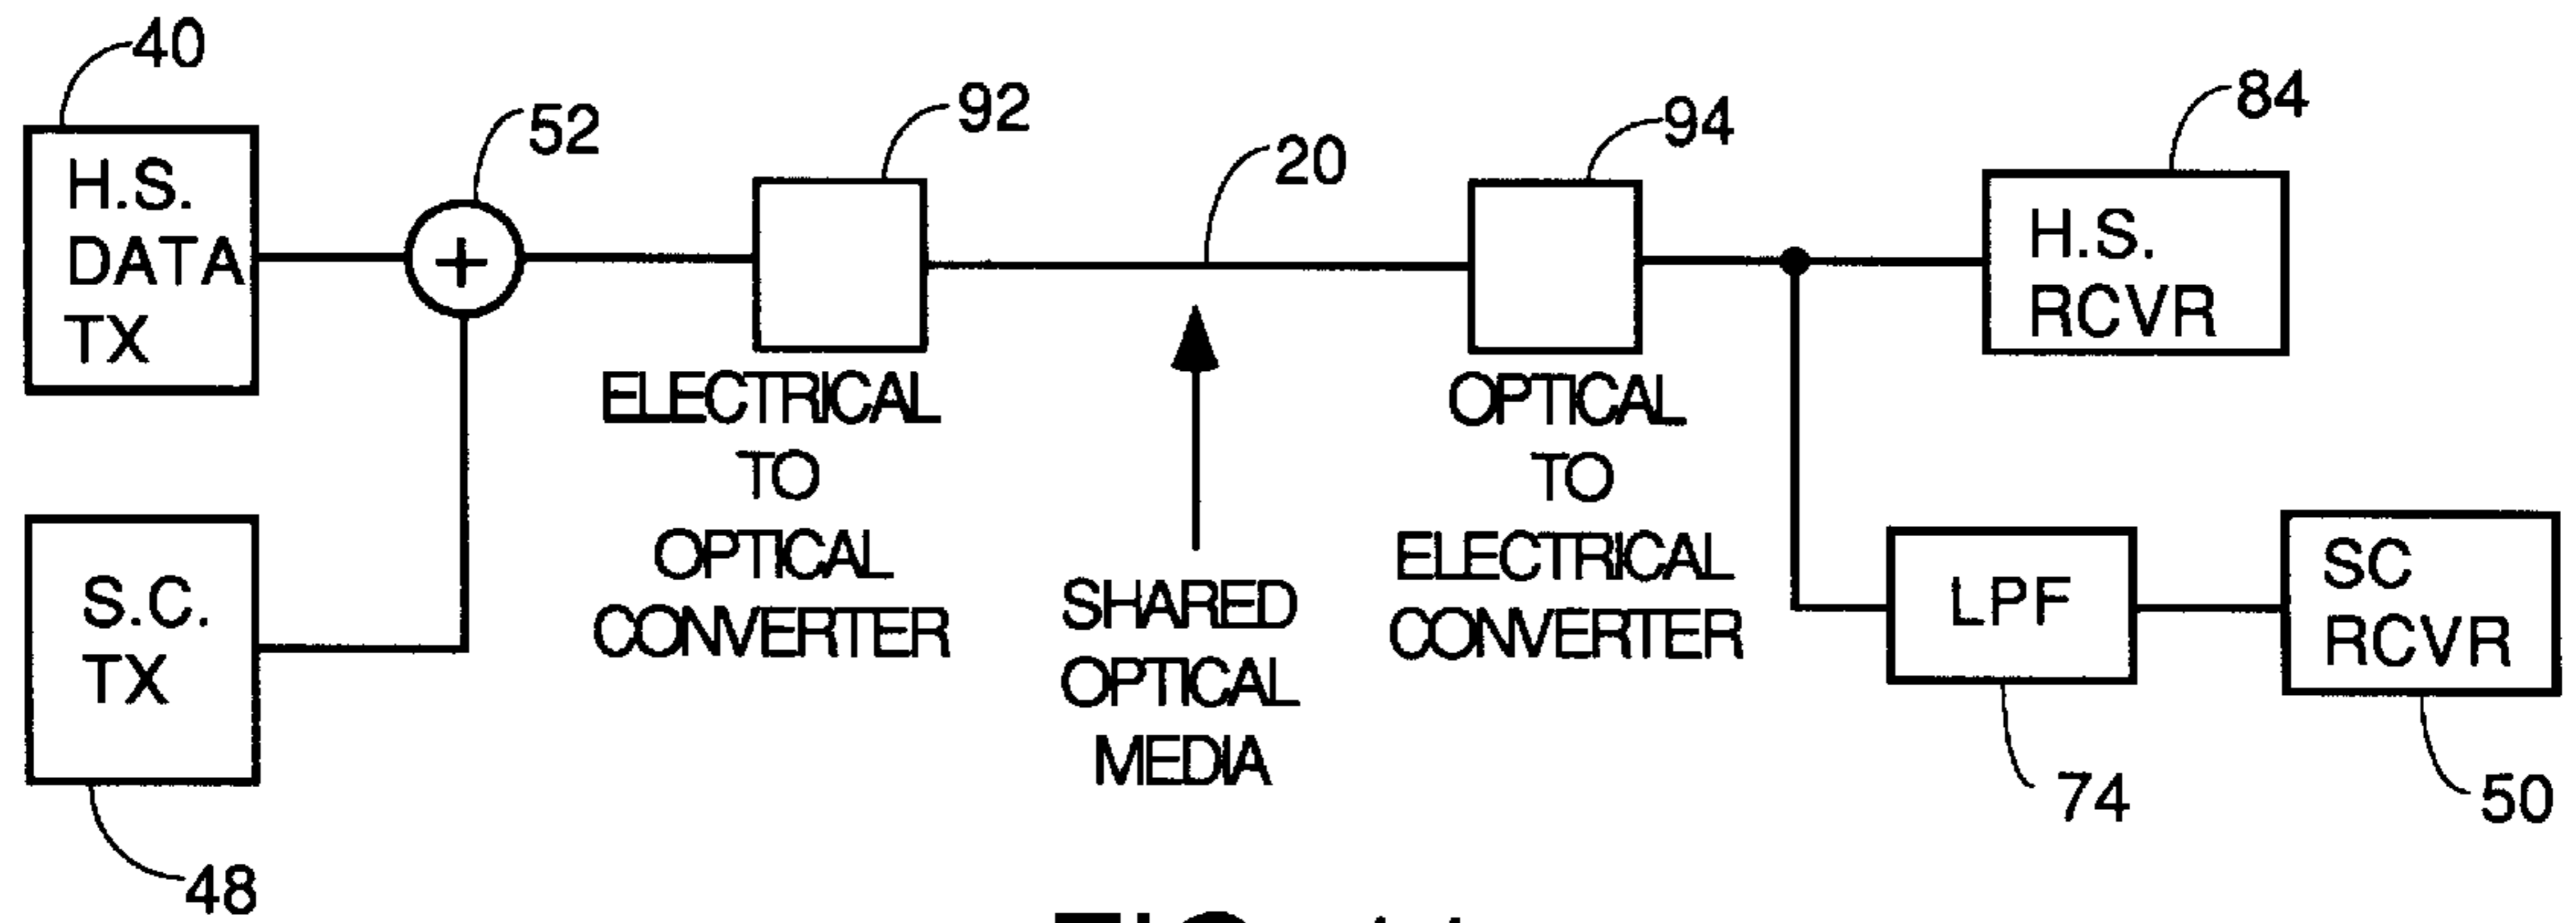 40
52
92
20
94
84
H.S.
DATA
TX
+
H.S.
RCVR
ELECTRICAL
TO
OPTICAL
CONVERTER
OPTICAL
TO
ELECTRICAL
CONVERTER
SHARED
OPTICAL
MEDIA
S.C.
TX
LPF
SC
RCVR
74
50
48